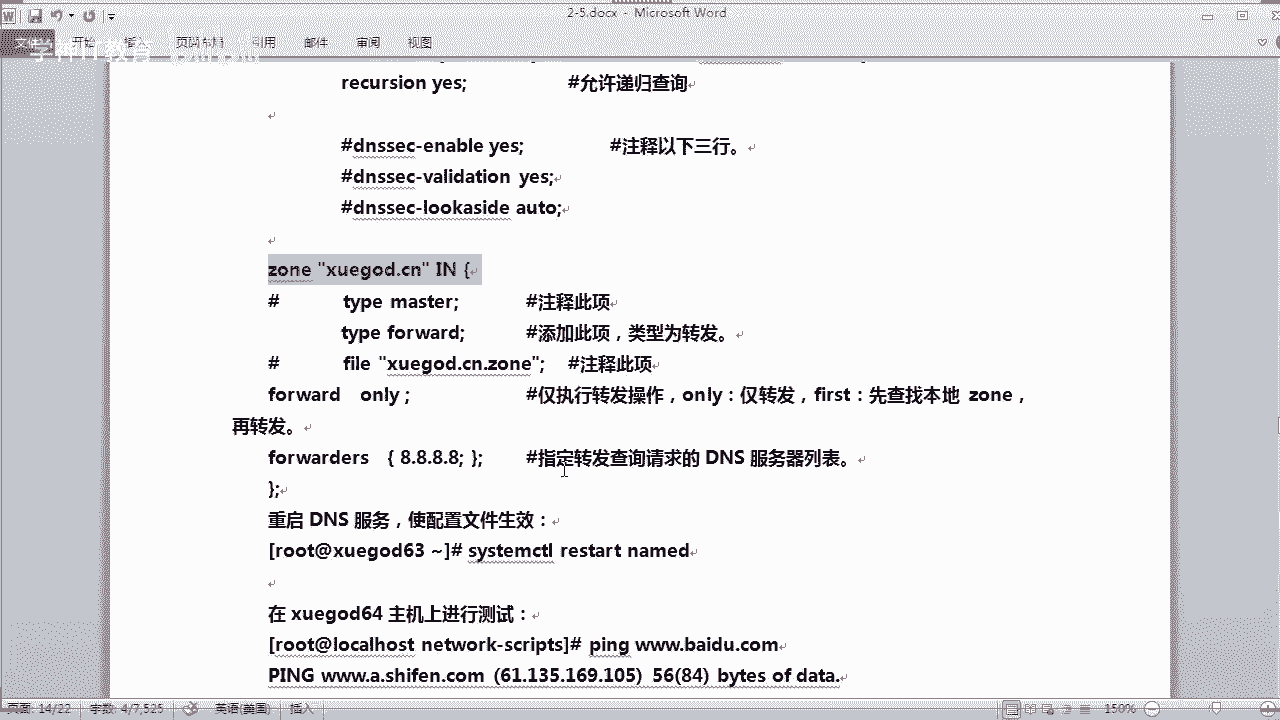 2-5.docx - Microsoft Word
学神IT教育
页面布局 引用 邮件 审阅 视图
recursion yes; #允许递归查询
#dnssec-enable yes; #注释以下三行。
#dnssec-validation yes;
#dnssec-lookaside auto;
zone "xuegod.cn" IN {
# type master; #注释此项
type forward; #添加此项，类型为转发。
# file "xuegod.cn.zone"; #注释此项
forward only ; #仅执行转发操作，only：仅转发，first：先查找本地 zone，
再转发。
forwarders { 8.8.8.8; }; #指定转发查询请求的 DNS 服务器列表。
};
重启 DNS 服务，使配置文件生效：
[root@xuegod63 ~]# systemctl restart named
在 xuegod64 主机上进行测试：
[root@localhost network-scripts]# ping www.baidu.com
PING www.a.shifen.com (61.135.169.105) 56(84) bytes of data.
页面: 14/22 字数: 4/7,525 英语(美国) 插入 150%